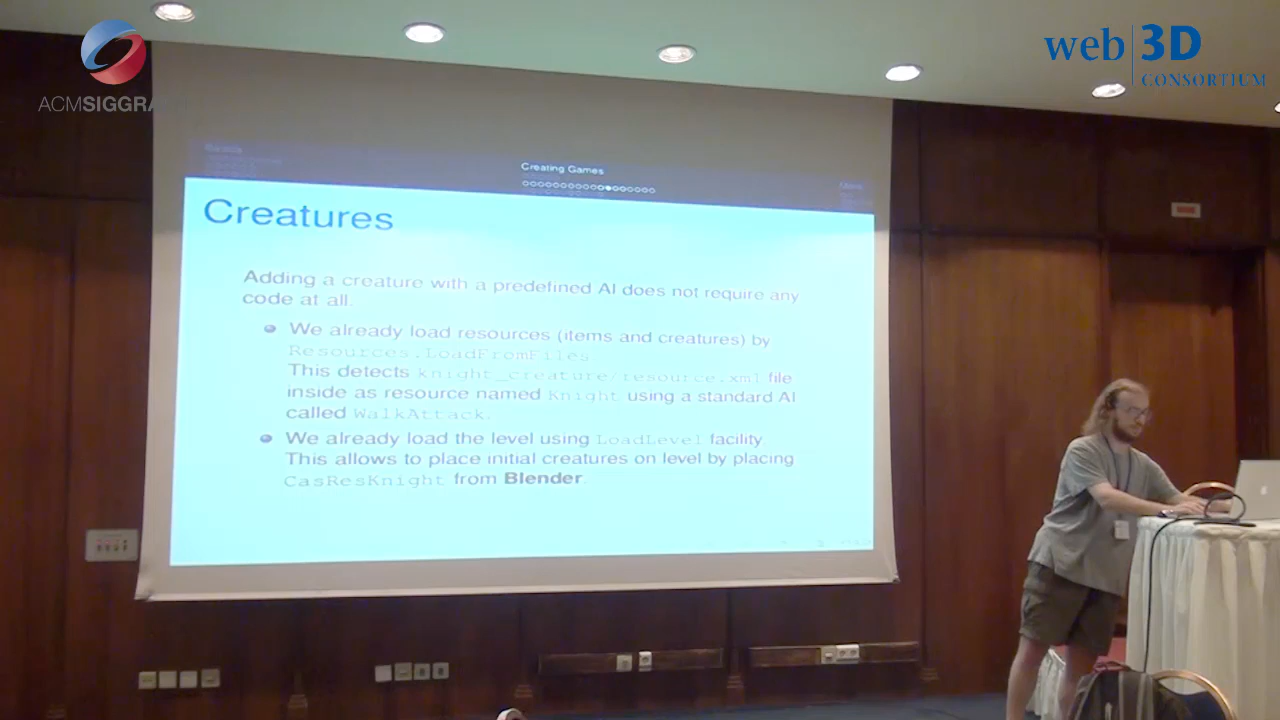 ACMSIGGRA
web 3D
CONSORTIUM
Creating Games
Creatures
Adding a creature with a predefined AI does not require any
code at all.
We already load resources (items and creatures) by
Resources.LoadFromFiles
This detects knight_creature/resource.xml file
inside as resource named Knight using a standard AI
called WalkAttack.
We already load the level using LoadLevel facility.
This allows to place initial creatures on level by placing
CasResKnight from Blender.